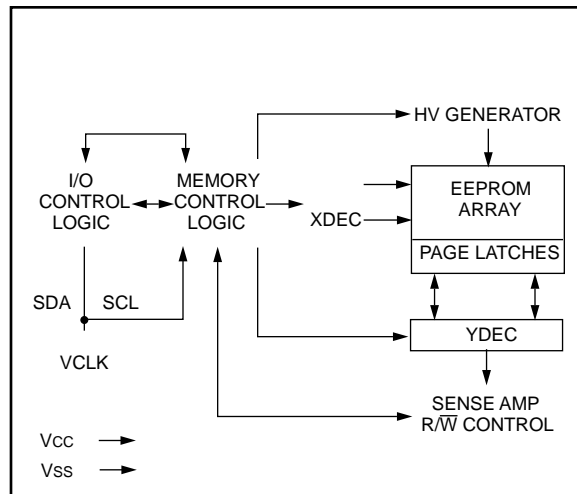 HV GENERATOR
I/O
CONTROL
LOGIC
MEMORY
CONTROL
LOGIC
XDEC
EEPROM
ARRAY
PAGE LATCHES
SDA
SCL
VCLK
YDEC
SENSE AMP
R/W̅ CONTROL
Vcc
Vss